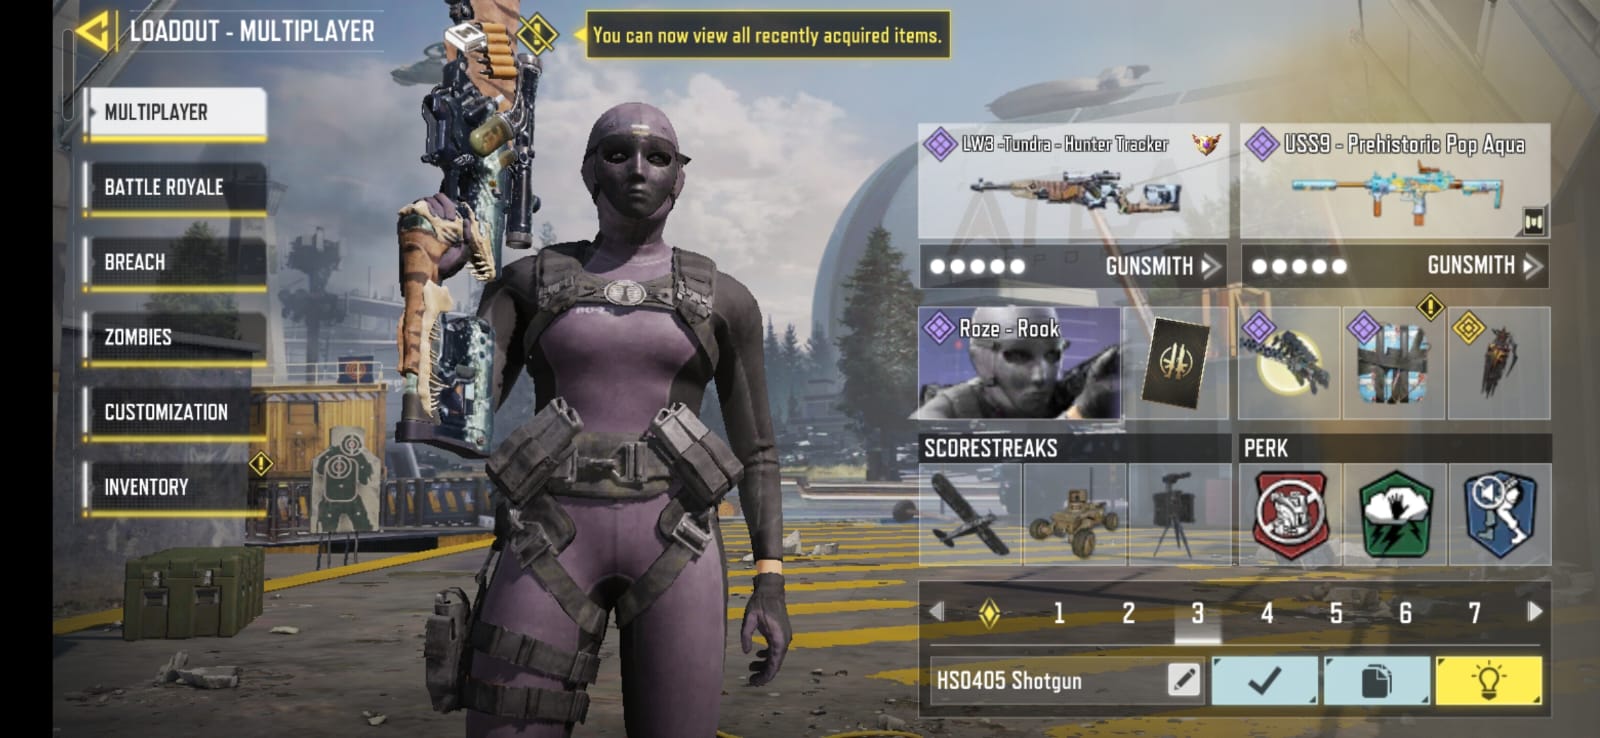 LOADOUT - MULTIPLAYER
You can now view all recently acquired items.
MULTIPLAYER
BATTLE ROYALE
BREACH
ZOMBIES
CUSTOMIZATION
INVENTORY
LW3 -Tundra - Hunter Tracker
USS9 - Prehistoric Pop Aqua
GUNSMITH
GUNSMITH
Roze - Rook
SCORESTREAKS
PERK
1 2 3 4 5 6 7
HS0405 Shotgun